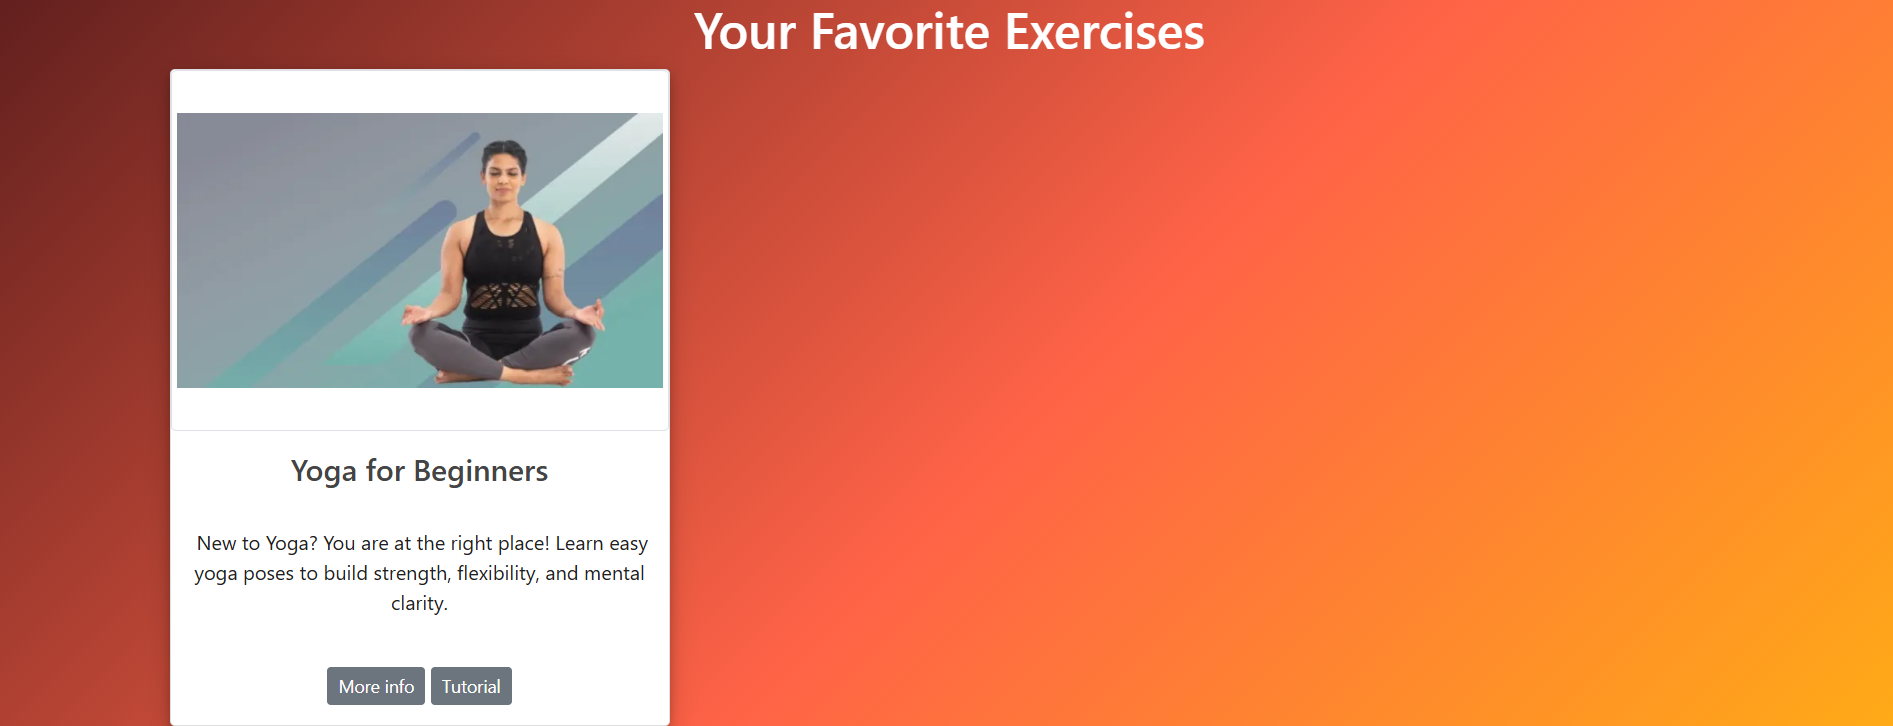 Your Favorite Exercises
Yoga for Beginners
New to Yoga? You are at the right place! Learn easy
yoga poses to build strength, flexibility, and mental
clarity.
More info Tutorial